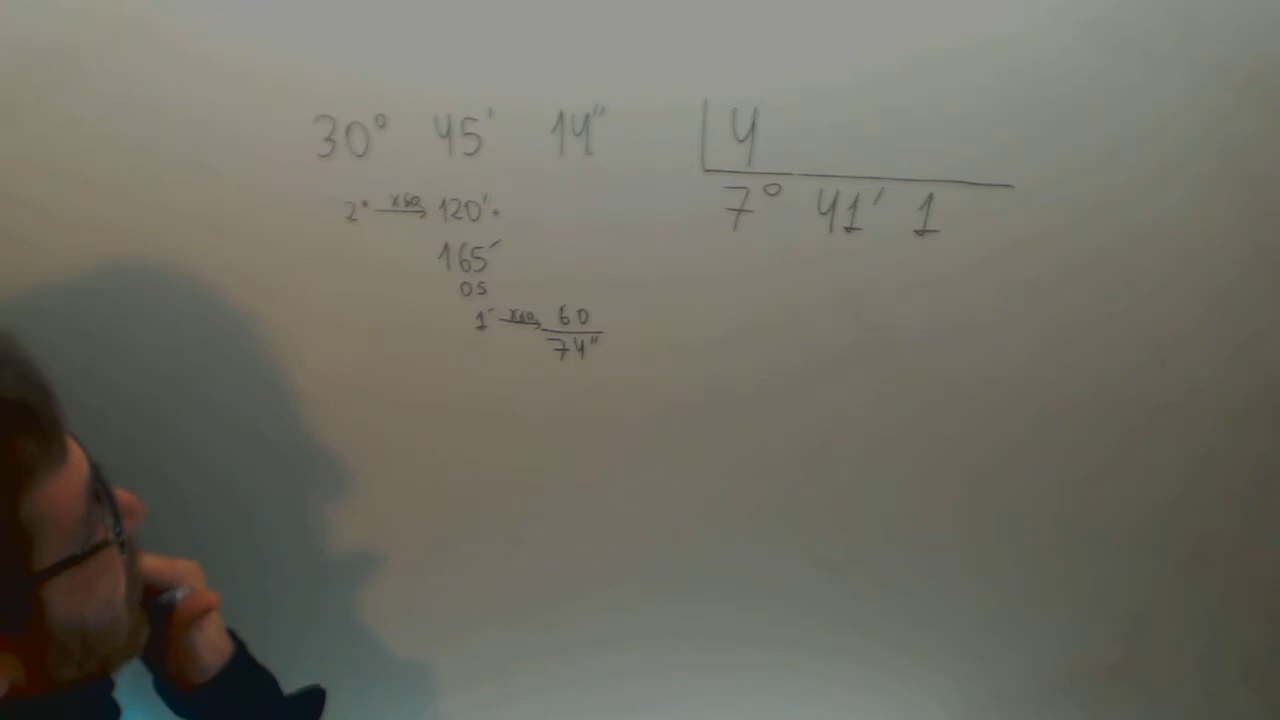 30° 45' 14" 4
7° 41' 1
2° x60 → 120'
165'
05
1' x60 → 60
74"